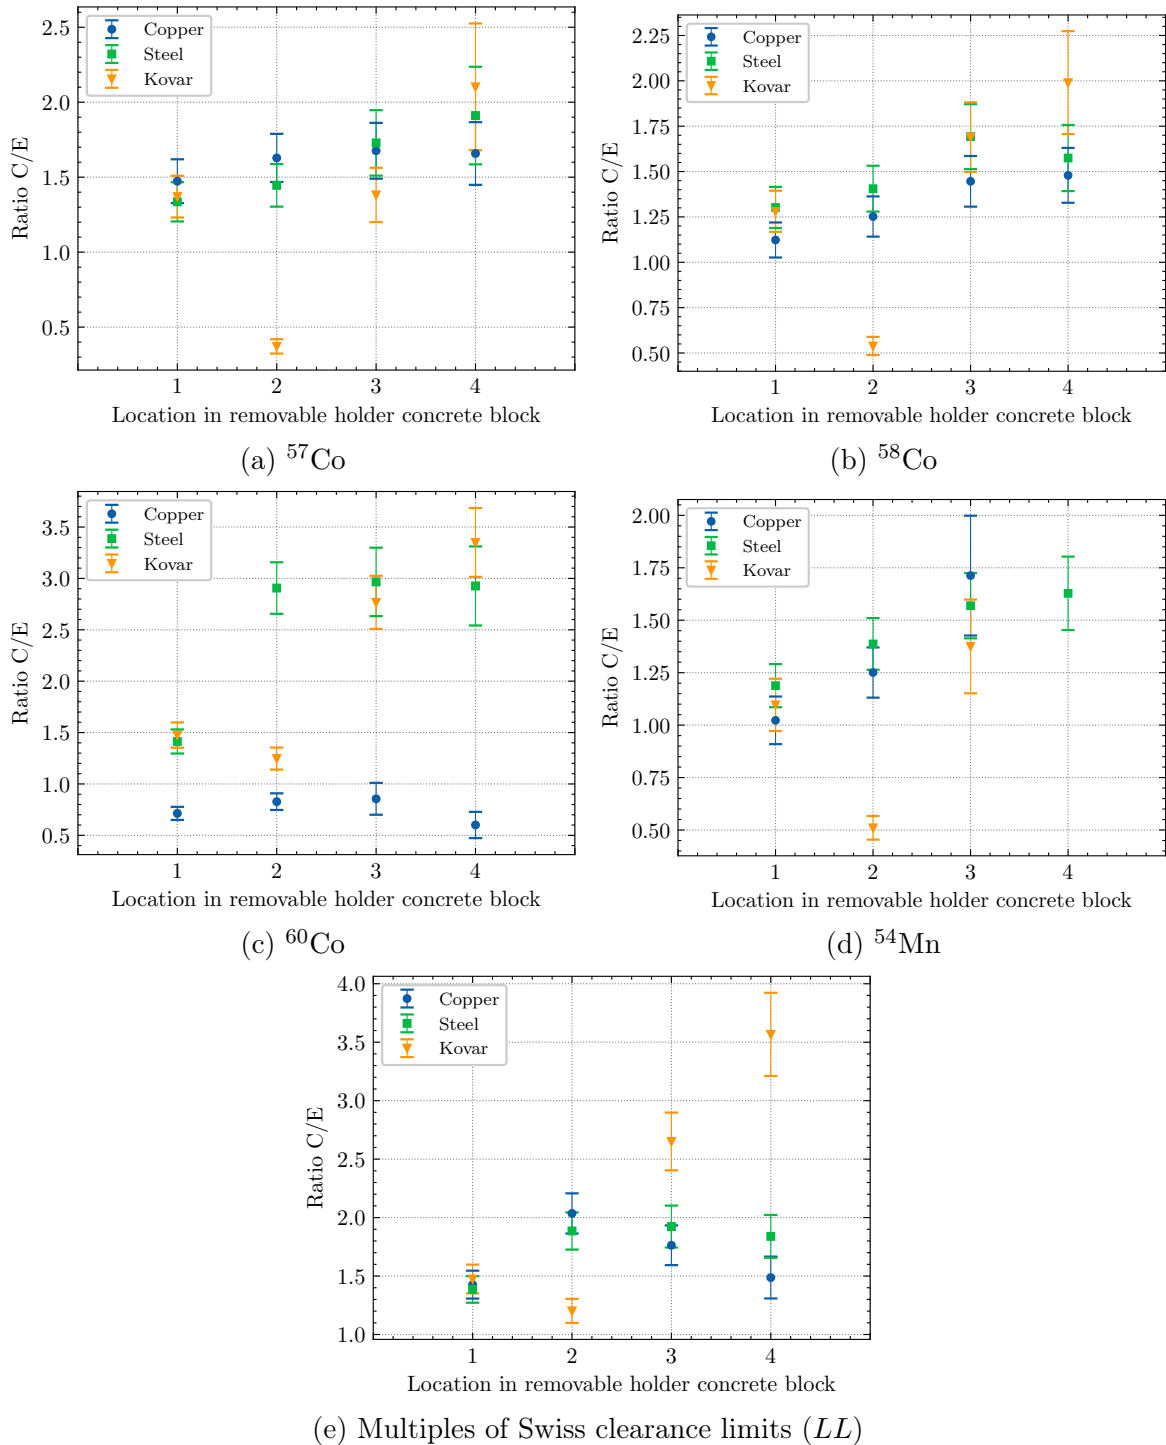 2.5
2.0
1.5
1.0
0.5
Ratio C/E
Copper
Steel
Kovar
1 2 3 4
Location in removable holder concrete block
(a) ⁵⁷Co
2.25
2.00
1.75
1.50
1.25
1.00
0.75
0.50
Ratio C/E
Copper
Steel
Kovar
1 2 3 4
Location in removable holder concrete block
(b) ⁵⁸Co
3.5
3.0
2.5
2.0
1.5
1.0
0.5
Ratio C/E
Copper
Steel
Kovar
1 2 3 4
Location in removable holder concrete block
(c) ⁶⁰Co
2.00
1.75
1.50
1.25
1.00
0.75
0.50
Ratio C/E
Copper
Steel
Kovar
1 2 3 4
Location in removable holder concrete block
(d) ⁵⁴Mn
4.0
3.5
3.0
2.5
2.0
1.5
1.0
Ratio C/E
Copper
Steel
Kovar
1 2 3 4
Location in removable holder concrete block
(e) Multiples of Swiss clearance limits (LL)